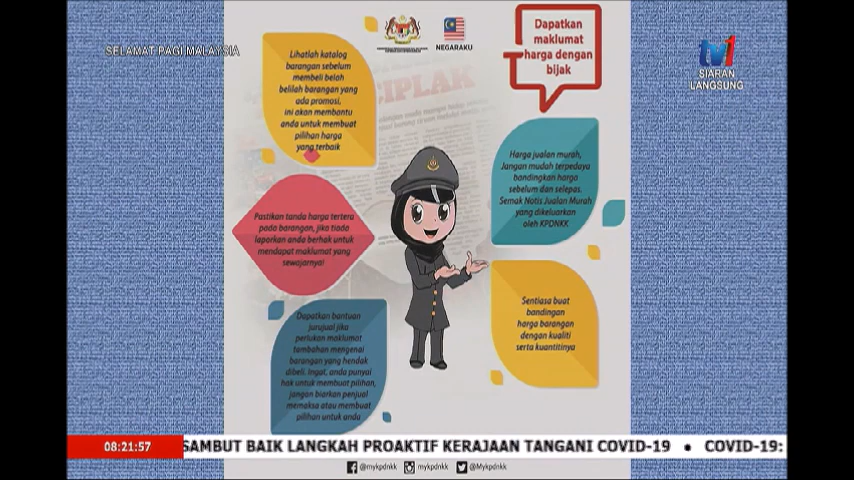 SELAMAT PAGI MALAYSIA
NEGARAKU
tv1
SIARAN
LANGSUNG
Dapatkan
maklumat
harga dengan
bijak
CIPLAK
Lihatlah katalog
barangan sebelum
membeli belah
belilah barangan yang
ada promosi,
ini akan membantu
anda untuk membuat
pilihan harga
yang terbaik
Harga jualan murah,
Jangan mudah terpedaya
bandingkan harga
sebelum dan selepas.
Semak Notis Jualan Murah
yang dikeluarkan
oleh KPDNKK
Pastikan tanda harga tertera
pada barangan, jika tiada
laporkan anda berhak untuk
mendapat maklumat yang
sewajarnya!
Sentiasa buat
bandingan
harga barangan
dengan kualiti
serta kuantitinya
Dapatkan bantuan
jurujual jika
perlukan maklumat
tambahan mengenai
barangan yang hendak
dibeli. Ingat, anda punyai
hak untuk membuat pilihan,
jangan biarkan penjual
memaksa atau membuat
pilihan untuk anda
08:21:57 SAMBUT BAIK LANGKAH PROAKTIF KERAJAAN TANGANI COVID-19 • COVID-19:
@mykpdnkk mykpdnkk @Mykpdnkk